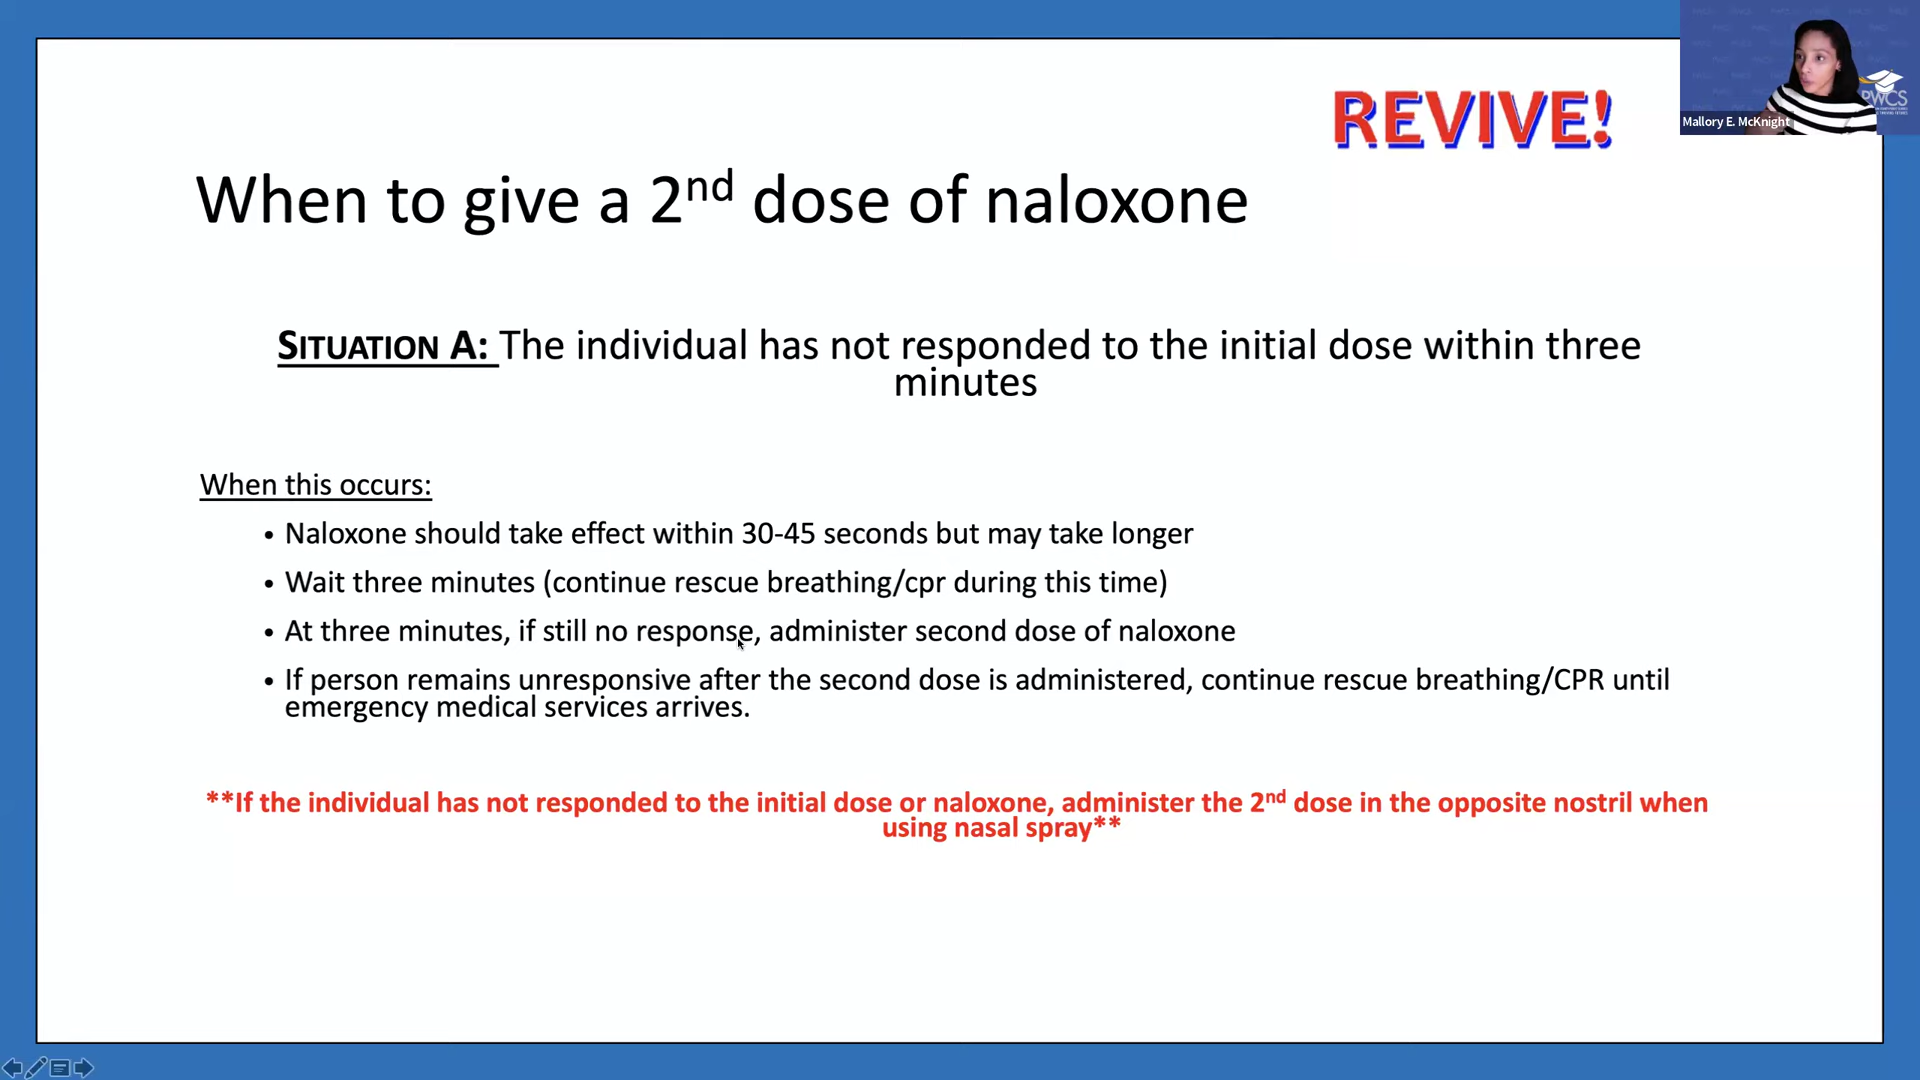 REVIVE!
PWCS
Mallory E. McKnight
When to give a 2nd dose of naloxone
SITUATION A: The individual has not responded to the initial dose within three
minutes
When this occurs:
• Naloxone should take effect within 30-45 seconds but may take longer
• Wait three minutes (continue rescue breathing/cpr during this time)
• At three minutes, if still no response, administer second dose of naloxone
• If person remains unresponsive after the second dose is administered, continue rescue breathing/CPR until
emergency medical services arrives.
**If the individual has not responded to the initial dose or naloxone, administer the 2nd dose in the opposite nostril when
using nasal spray**